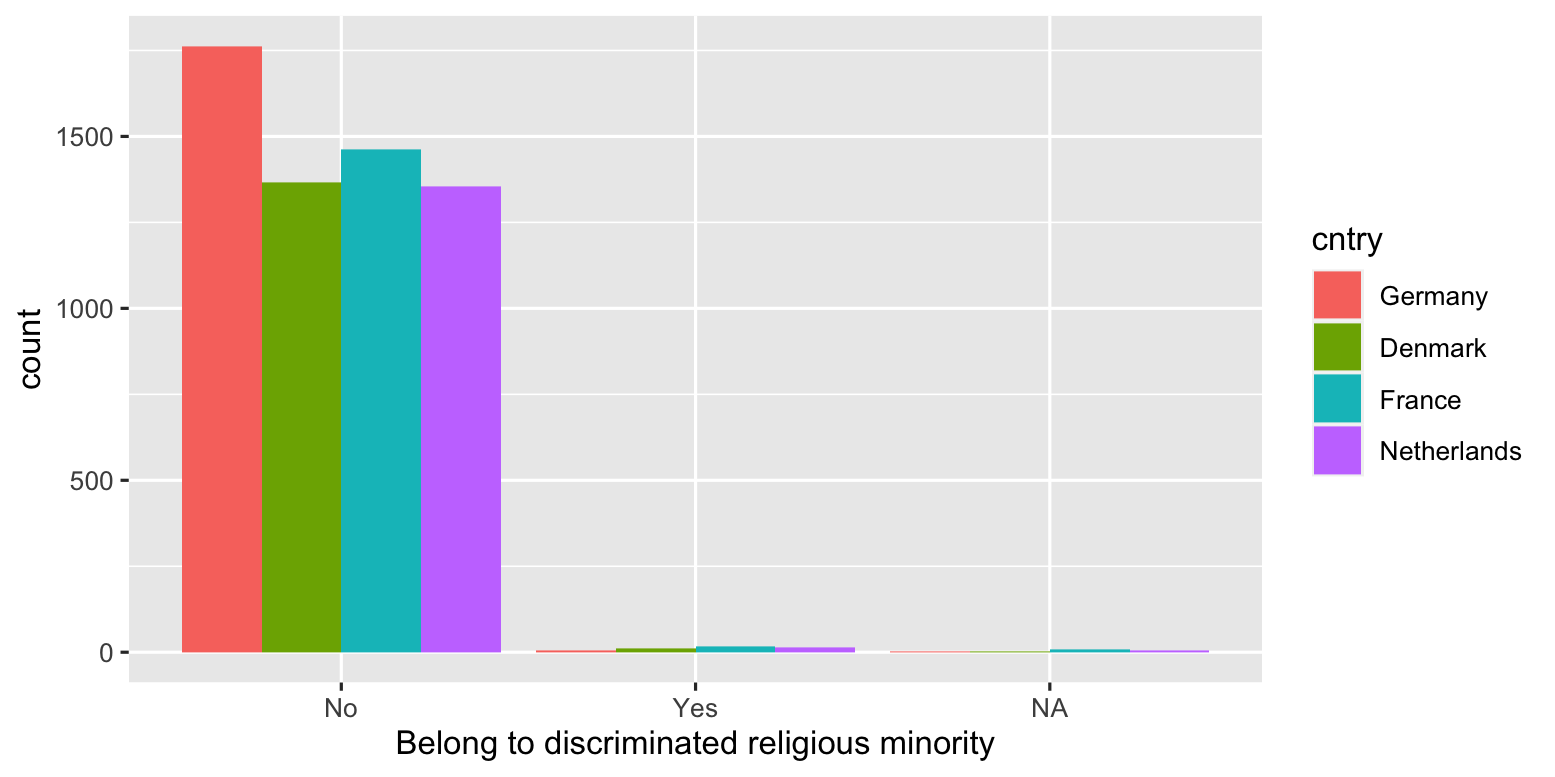 1500
1000
500
0
count
No Yes NA
Belong to discriminated religious minority
cntry
Germany
Denmark
France
Netherlands